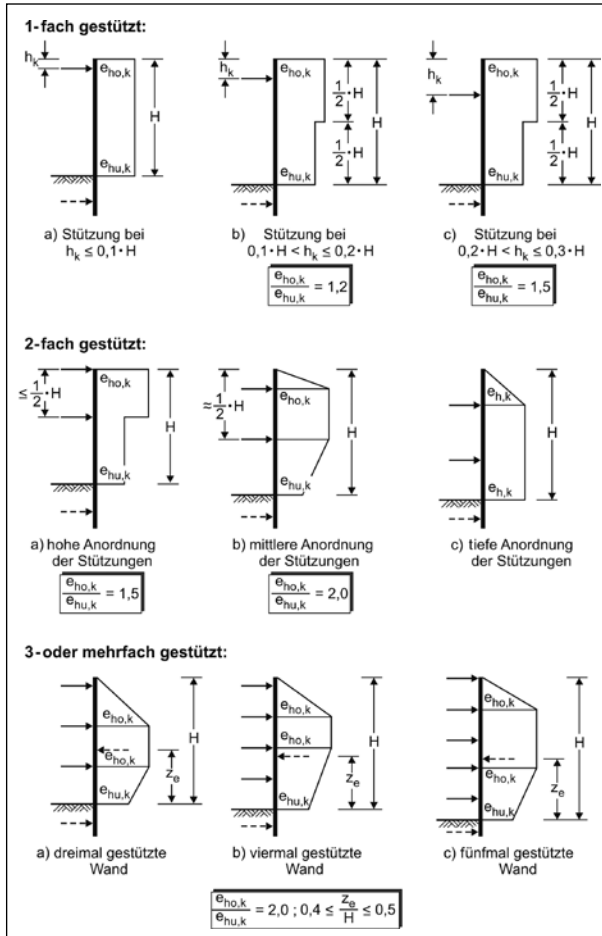 1-fach gestützt:
h_k e_ho,k H e_hu,k
h_k e_ho,k 1/2·H 1/2·H H e_hu,k
h_k e_ho,k 1/2·H 1/2·H H e_hu,k
a) Stützung bei
h_k ≤ 0,1·H
b) Stützung bei
0,1·H < h_k ≤ 0,2·H
e_ho,k/e_hu,k = 1,2
c) Stützung bei
0,2·H < h_k ≤ 0,3·H
e_ho,k/e_hu,k = 1,5
2-fach gestützt:
≤ 1/2·H e_ho,k H e_hu,k
≈ 1/2·H e_ho,k H e_hu,k
e_h,k H e_h,k
a) hohe Anordnung
der Stützungen
e_ho,k/e_hu,k = 1,5
b) mittlere Anordnung
der Stützungen
e_ho,k/e_hu,k = 2,0
c) tiefe Anordnung
der Stützungen
3-oder mehrfach gestützt:
e_ho,k e_ho,k H z_e e_hu,k
e_ho,k e_ho,k H z_e e_hu,k
e_ho,k e_ho,k H z_e e_hu,k
a) dreimal gestützte
Wand
b) viermal gestützte
Wand
c) fünfmal gestützte
Wand
e_ho,k/e_hu,k = 2,0 ; 0,4 ≤ z_e/H ≤ 0,5